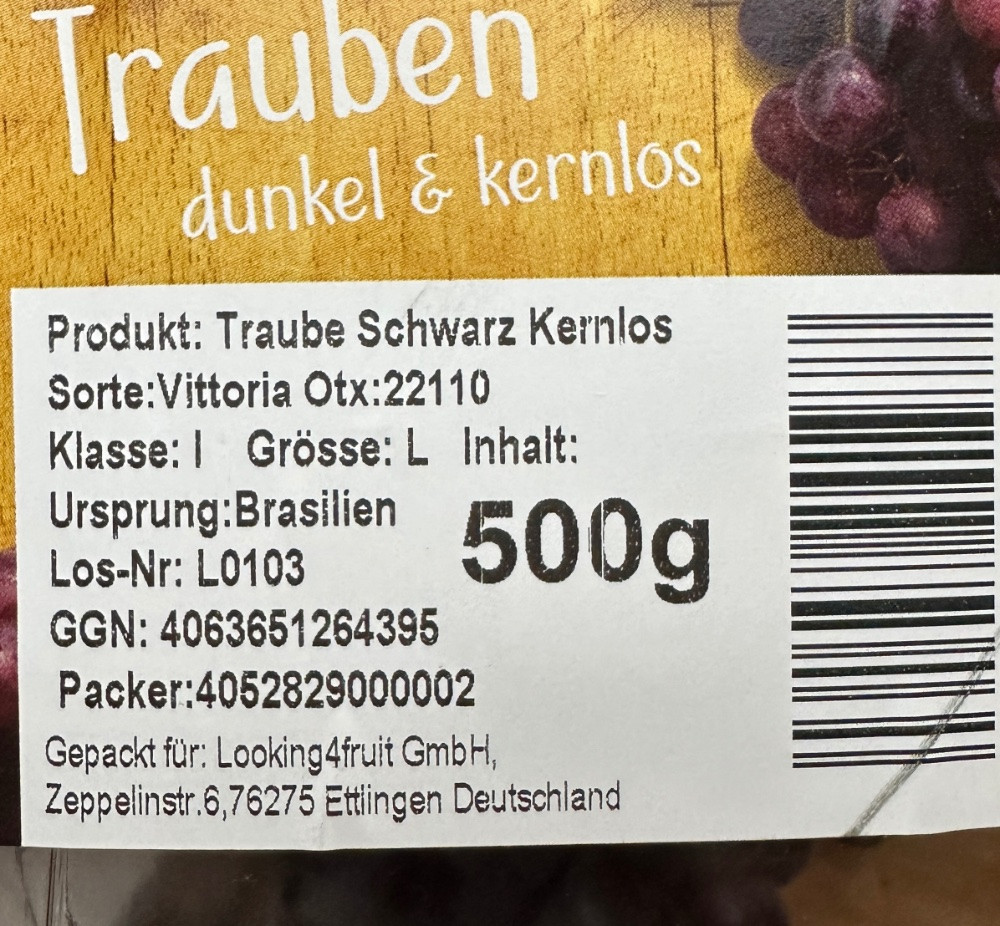 Trauben
dunkel & kernlos
Produkt: Traube Schwarz Kernlos
Sorte:Vittoria Otx:22110
Klasse: I Grösse: L Inhalt:
Ursprung:Brasilien
500g
Los-Nr: L0103
GGN: 4063651264395
Packer:4052829000002
Gepackt für: Looking4fruit GmbH,
Zeppelinstr.6,76275 Ettlingen Deutschland